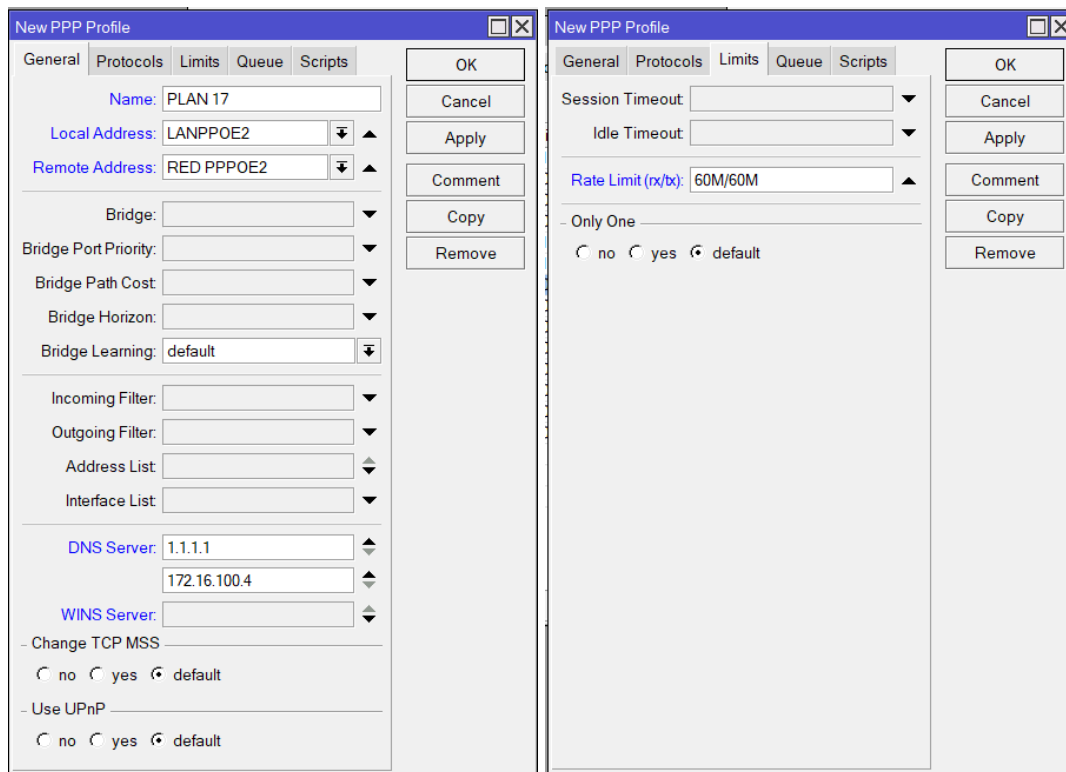 New PPP Profile
General Protocols Limits Queue Scripts
OK
Name: PLAN 17
Cancel
Local Address: LANPPOE2
Apply
Remote Address: RED PPPOE2
Comment
Bridge:
Copy
Bridge Port Priority:
Remove
Bridge Path Cost:
Bridge Horizon:
Bridge Learning: default
Incoming Filter:
Outgoing Filter:
Address List:
Interface List:
DNS Server: 1.1.1.1
172.16.100.4
WINS Server:
Change TCP MSS
no yes default
Use UPnP
no yes default
New PPP Profile
General Protocols Limits Queue Scripts
OK
Session Timeout:
Cancel
Idle Timeout:
Apply
Rate Limit (rx/tx): 60M/60M
Comment
Only One
Copy
no yes default
Remove